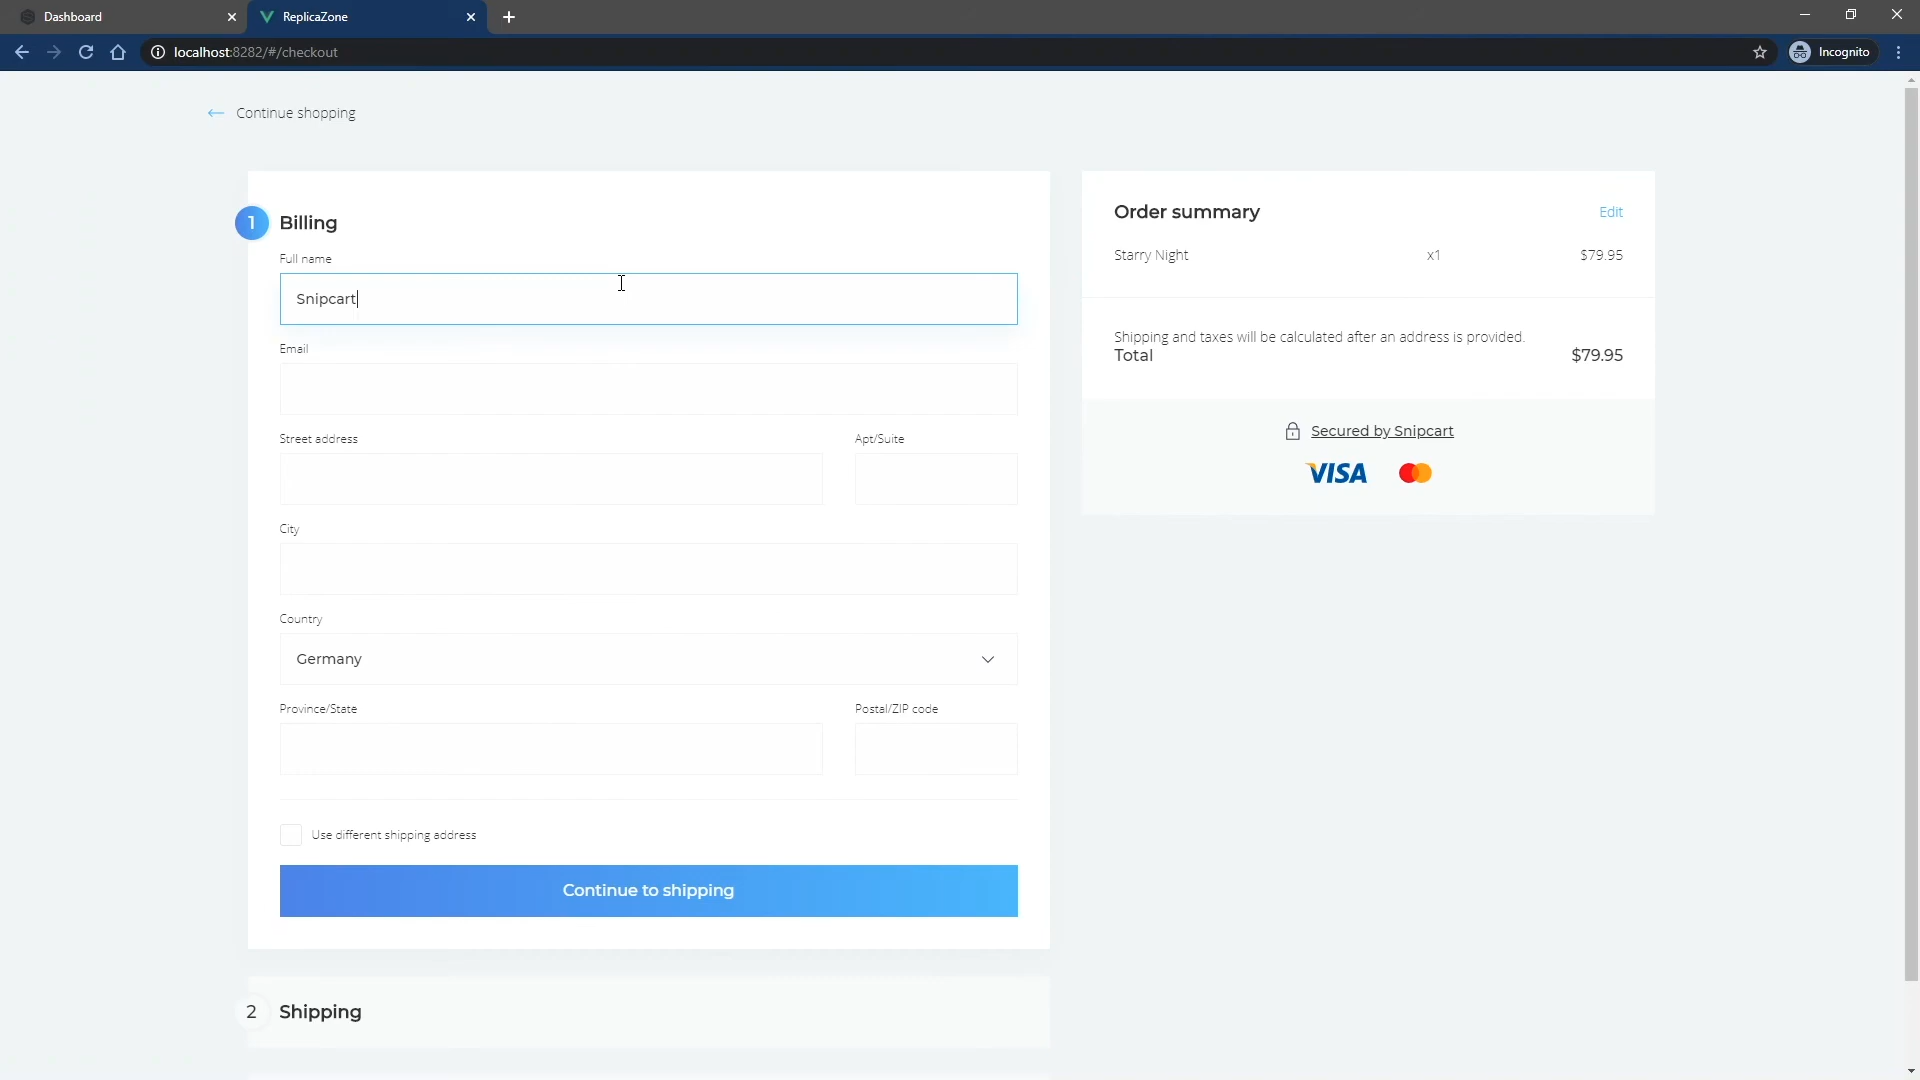 Dashboard
ReplicaZone
localhost:8282/#/checkout
Incognito
Continue shopping
1 Billing
Full name
Snipcart
Email
Street address Apt/Suite
City
Country
Germany
Province/State Postal/ZIP code
Use different shipping address
Continue to shipping
2 Shipping
Order summary Edit
Starry Night x1 $79.95
Shipping and taxes will be calculated after an address is provided.
Total $79.95
Secured by Snipcart
VISA